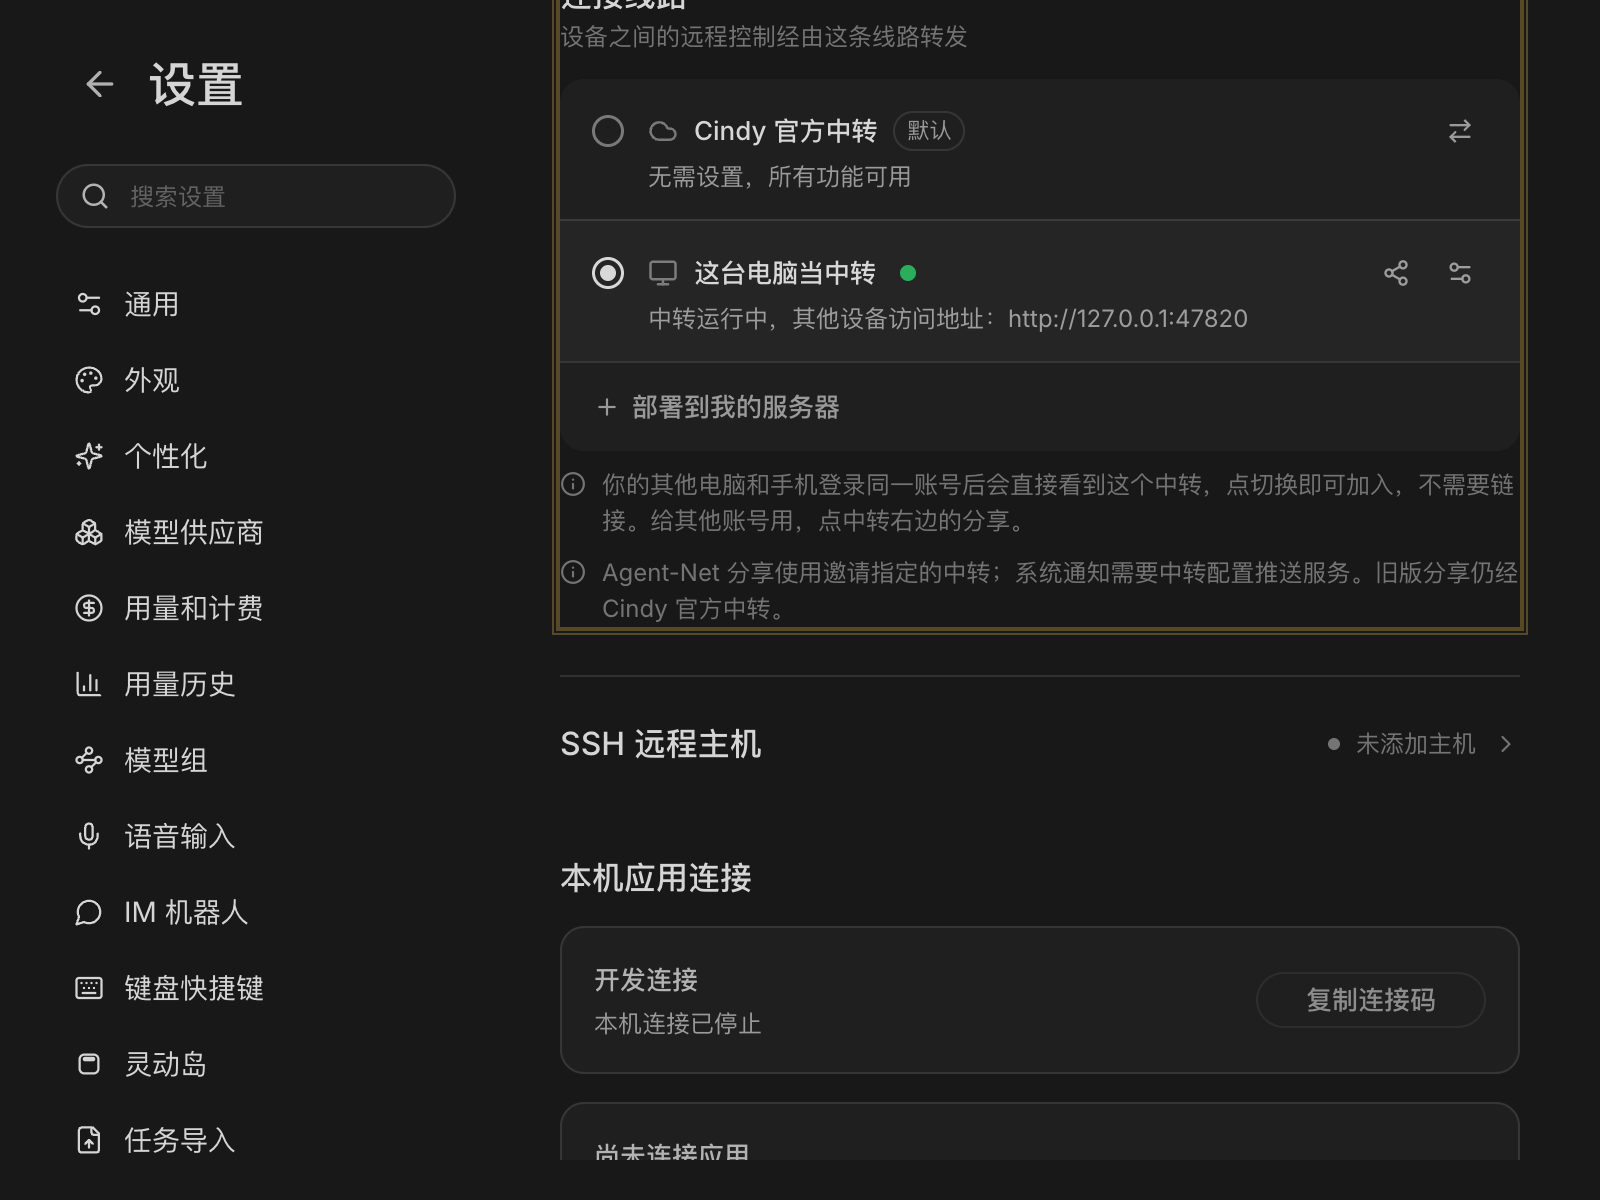 设置
搜索设置
通用
外观
个性化
模型供应商
用量和计费
用量历史
模型组
语音输入
IM 机器人
键盘快捷键
灵动岛
任务导入
连接线路
设备之间的远程控制经由这条线路转发
Cindy 官方中转 默认
无需设置，所有功能可用
这台电脑当中转
中转运行中，其他设备访问地址：http://127.0.0.1:47820
部署到我的服务器
你的其他电脑和手机登录同一账号后会直接看到这个中转，点切换即可加入，不需要链
接。给其他账号用，点中转右边的分享。
Agent-Net 分享使用邀请指定的中转；系统通知需要中转配置推送服务。旧版分享仍经
Cindy 官方中转。
SSH 远程主机
未添加主机
本机应用连接
开发连接
本机连接已停止
复制连接码
尚未连接应用